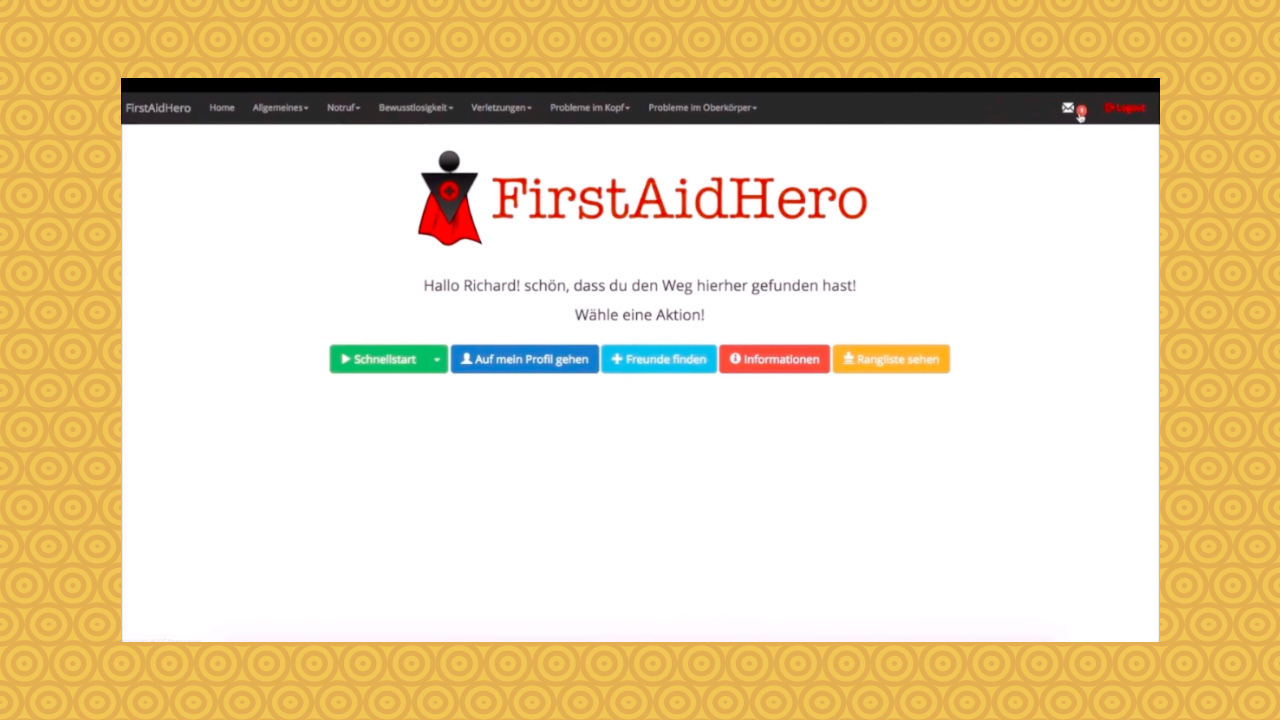 FirstAidHero Home Allgemeines Notruf Bewusstlosigkeit Verletzungen Probleme im Kopf Probleme im Oberkörper Logout
FirstAidHero
Hallo Richard! schön, dass du den Weg hierher gefunden hast!
Wähle eine Aktion!
Schnellstart Auf mein Profil gehen Freunde finden Informationen Rangliste sehen